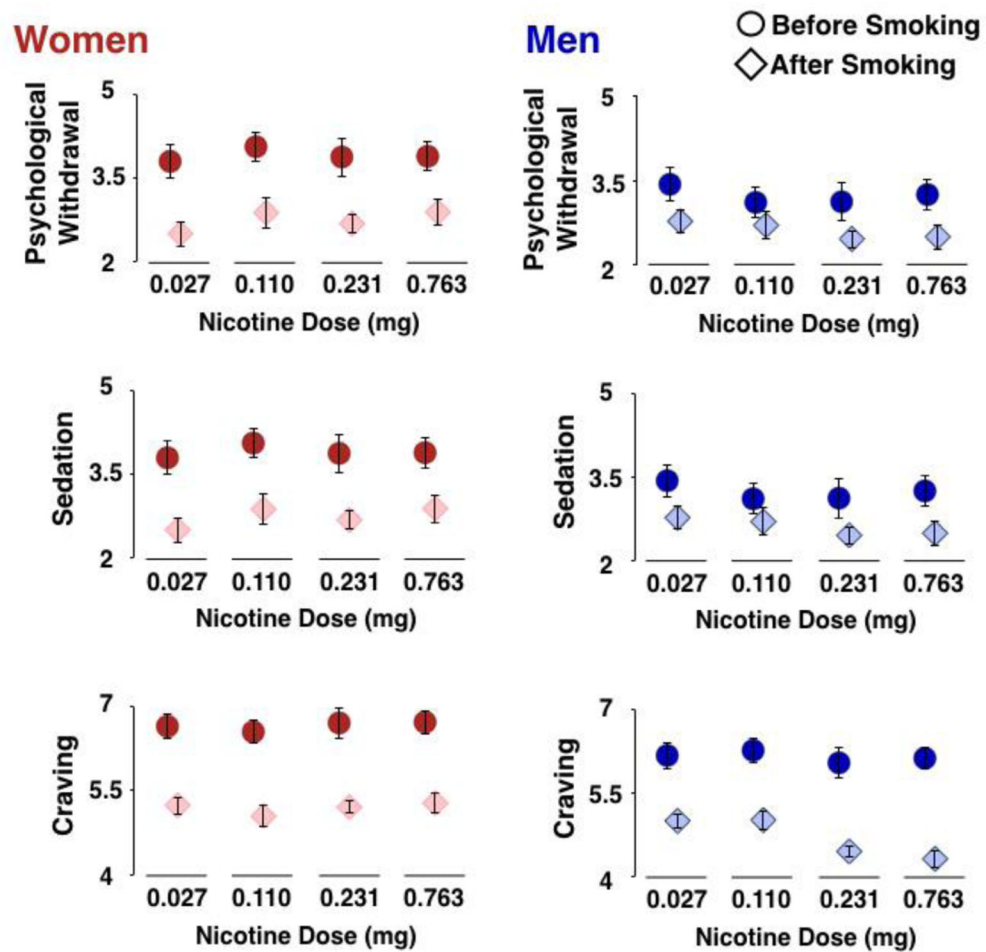 Women
Men
Before Smoking
After Smoking
Psychological
Withdrawal
5
3.5
2
0.027 0.110 0.231 0.763
Nicotine Dose (mg)
Psychological
Withdrawal
5
3.5
2
0.027 0.110 0.231 0.763
Nicotine Dose (mg)
Sedation
5
3.5
2
0.027 0.110 0.231 0.763
Nicotine Dose (mg)
Sedation
5
3.5
2
0.027 0.110 0.231 0.763
Nicotine Dose (mg)
Craving
7
5.5
4
0.027 0.110 0.231 0.763
Nicotine Dose (mg)
Craving
7
5.5
4
0.027 0.110 0.231 0.763
Nicotine Dose (mg)